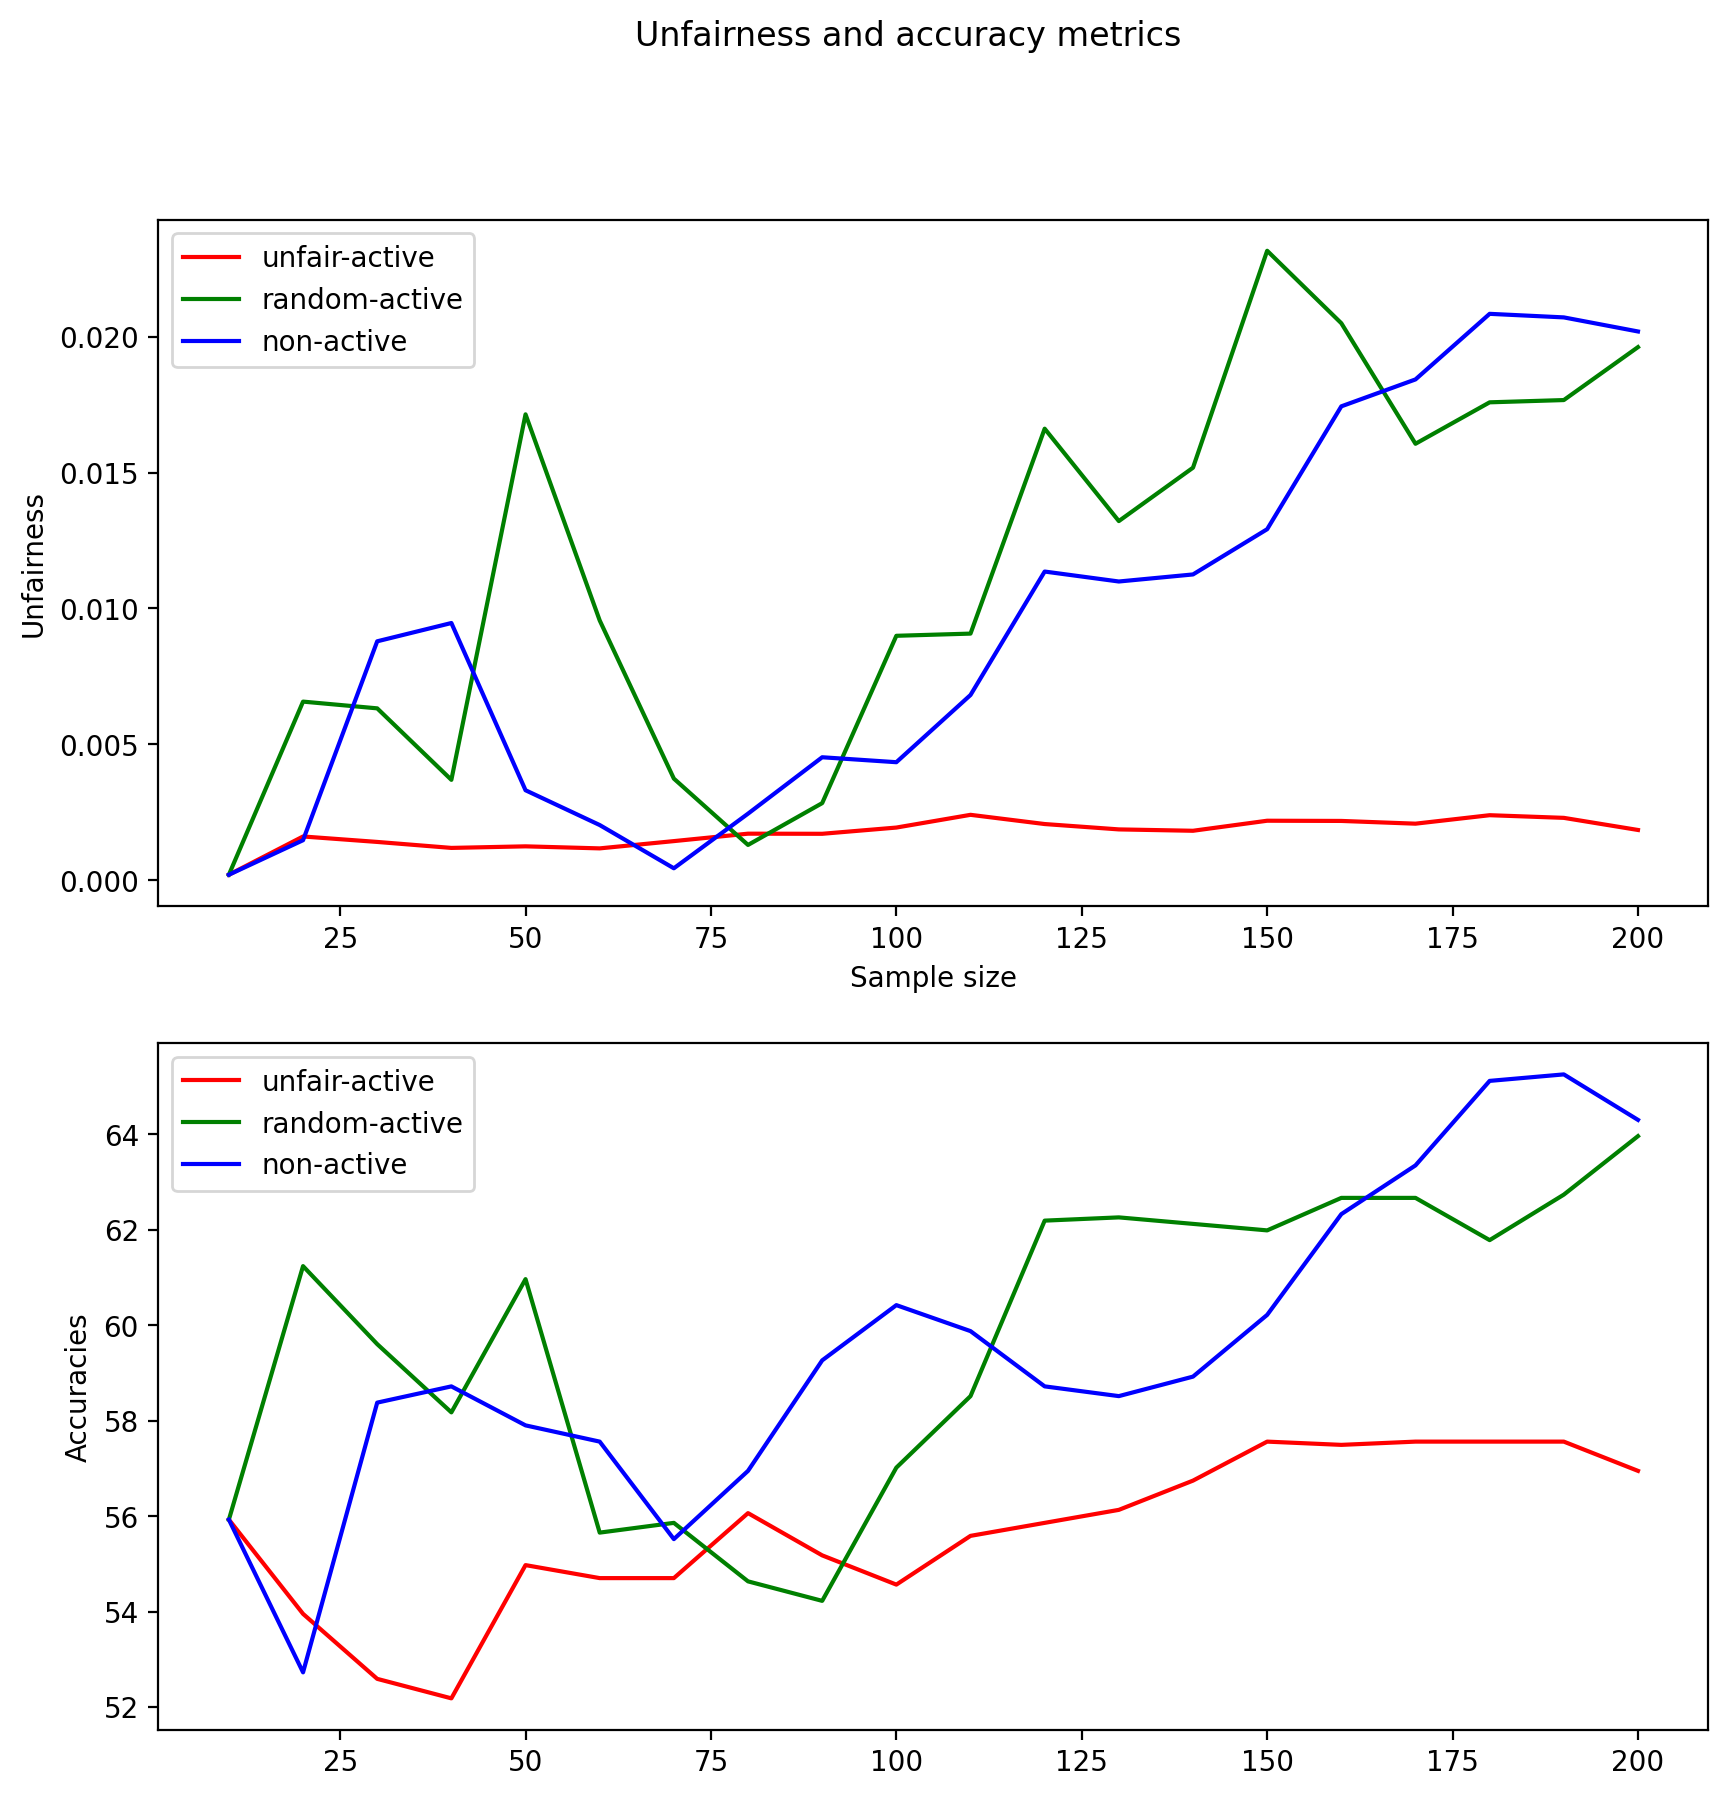 Unfairness and accuracy metrics
unfair-active
random-active
non-active
0.020
0.015
0.010
0.005
0.000
Unfairness
25 50 75 100 125 150 175 200
Sample size
unfair-active
random-active
non-active
64
62
60
58
56
54
52
Accuracies
25 50 75 100 125 150 175 200